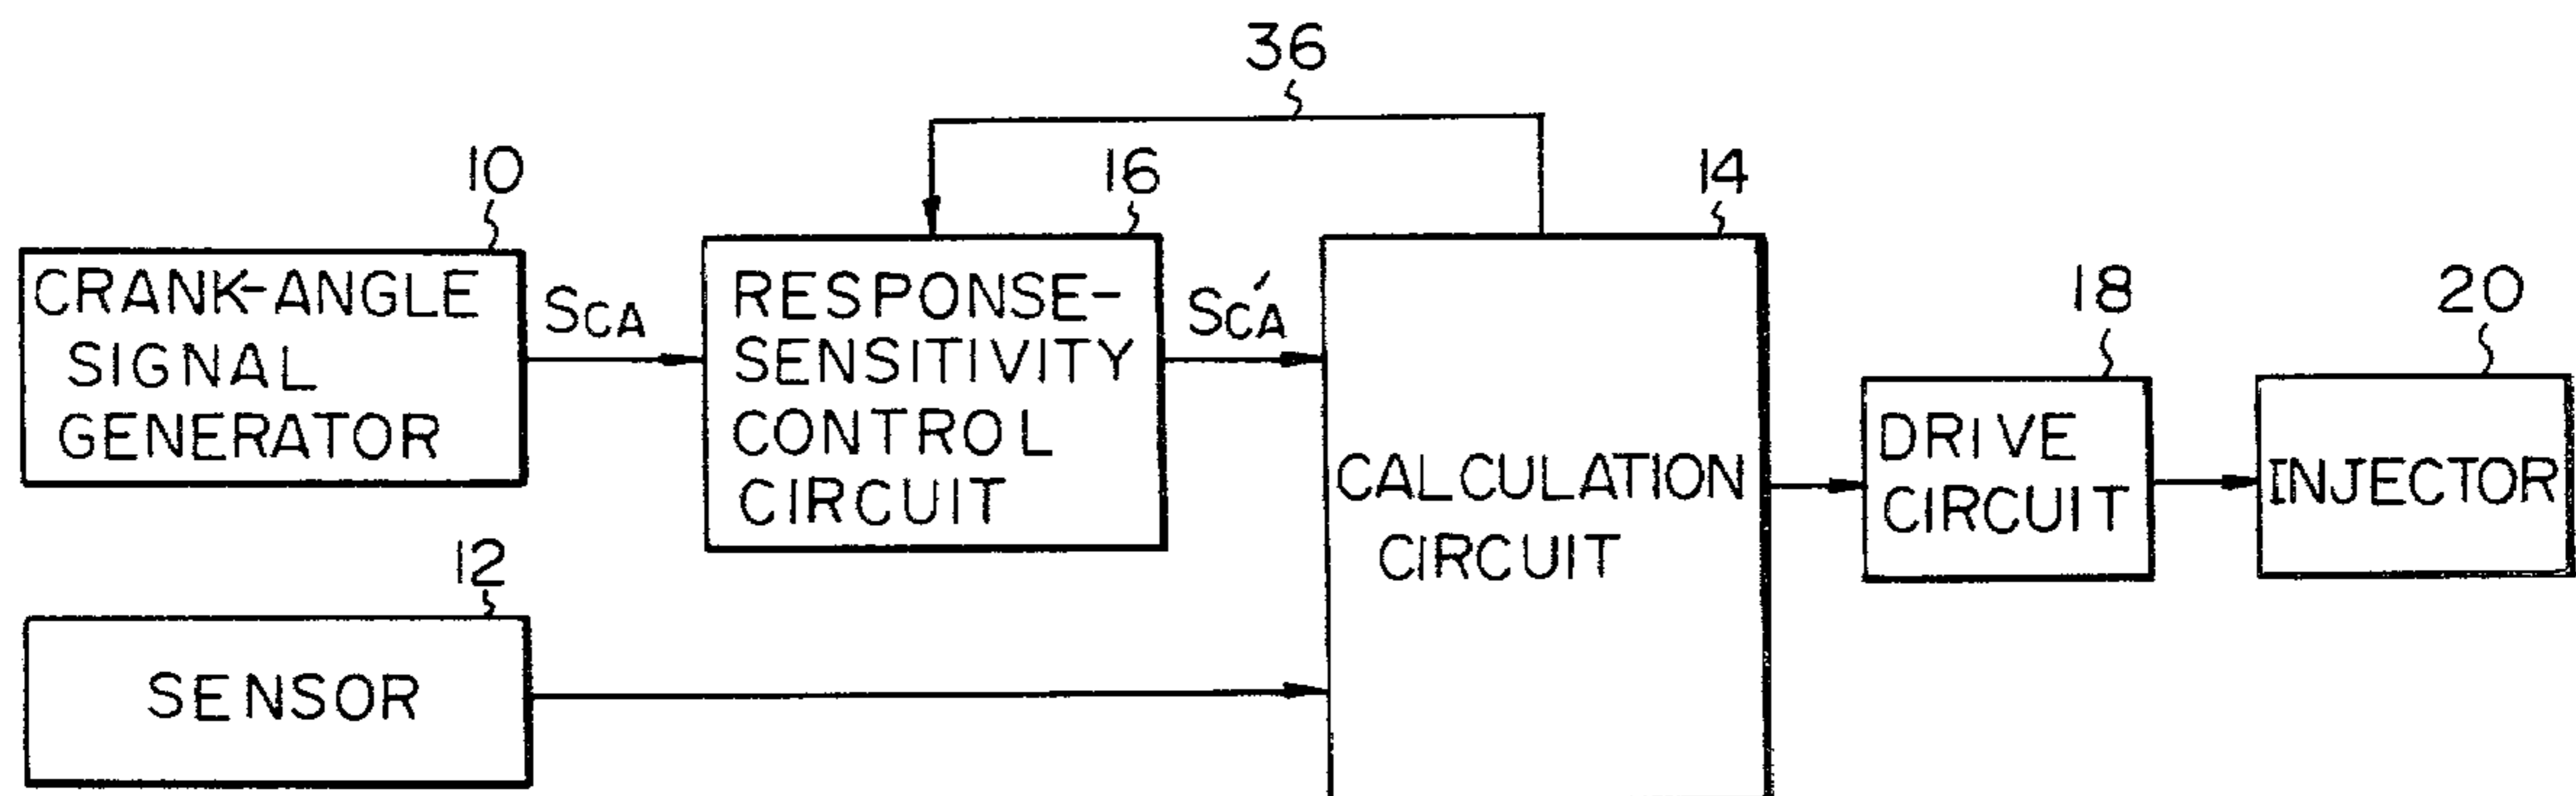 36
10
16
14
CRANK-ANGLE
SIGNAL
GENERATOR
SCA
RESPONSE-
SENSITIVITY
CONTROL
CIRCUIT
SCA'
CALCULATION
CIRCUIT
18
DRIVE
CIRCUIT
20
INJECTOR
12
SENSOR